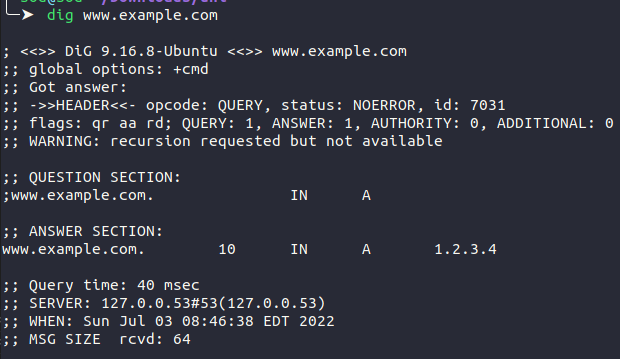 dig www.example.com
; <<>> DiG 9.16.8-Ubuntu <<>> www.example.com
;; global options: +cmd
;; Got answer:
;; ->>HEADER<<- opcode: QUERY, status: NOERROR, id: 7031
;; flags: qr aa rd; QUERY: 1, ANSWER: 1, AUTHORITY: 0, ADDITIONAL: 0
;; WARNING: recursion requested but not available
;; QUESTION SECTION:
;www.example.com. IN A
;; ANSWER SECTION:
www.example.com. 10 IN A 1.2.3.4
;; Query time: 40 msec
;; SERVER: 127.0.0.53#53(127.0.0.53)
;; WHEN: Sun Jul 03 08:46:38 EDT 2022
;; MSG SIZE rcvd: 64